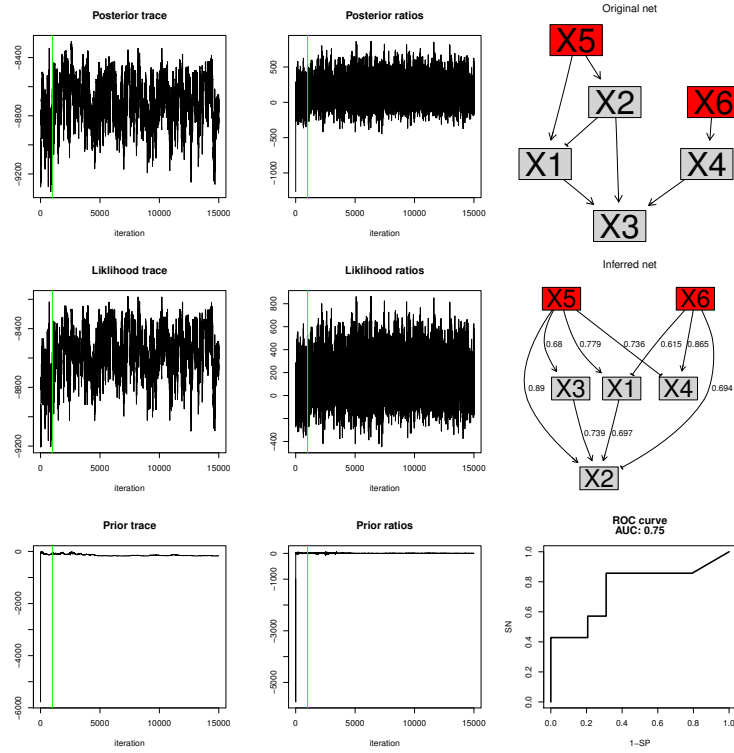 Posterior trace
−9200
−8800
−8400
0
5000
10000
15000
iteration
Posterior ratios
−1000
−500
0
500
0
5000
10000
15000
iteration
Original net
X5
X2
X6
X1
X4
X3
Liklihood trace
−9200
−8800
−8400
0
5000
10000
15000
iteration
Liklihood ratios
−400
−200
0
200
400
600
800
0
5000
10000
15000
iteration
Inferred net
X5
X6
0.68
0.779
0.736
0.615
0.865
0.89
X3
X1
X4
0.694
0.739
0.697
X2
Prior trace
−6000
−4000
−2000
0
0
5000
10000
15000
iteration
Prior ratios
−5000
−3000
−1000
0
0
5000
10000
15000
iteration
ROC curve
AUC: 0.75
SN
0.0
0.2
0.4
0.6
0.8
1.0
0.0
0.2
0.4
0.6
0.8
1.0
1−SP